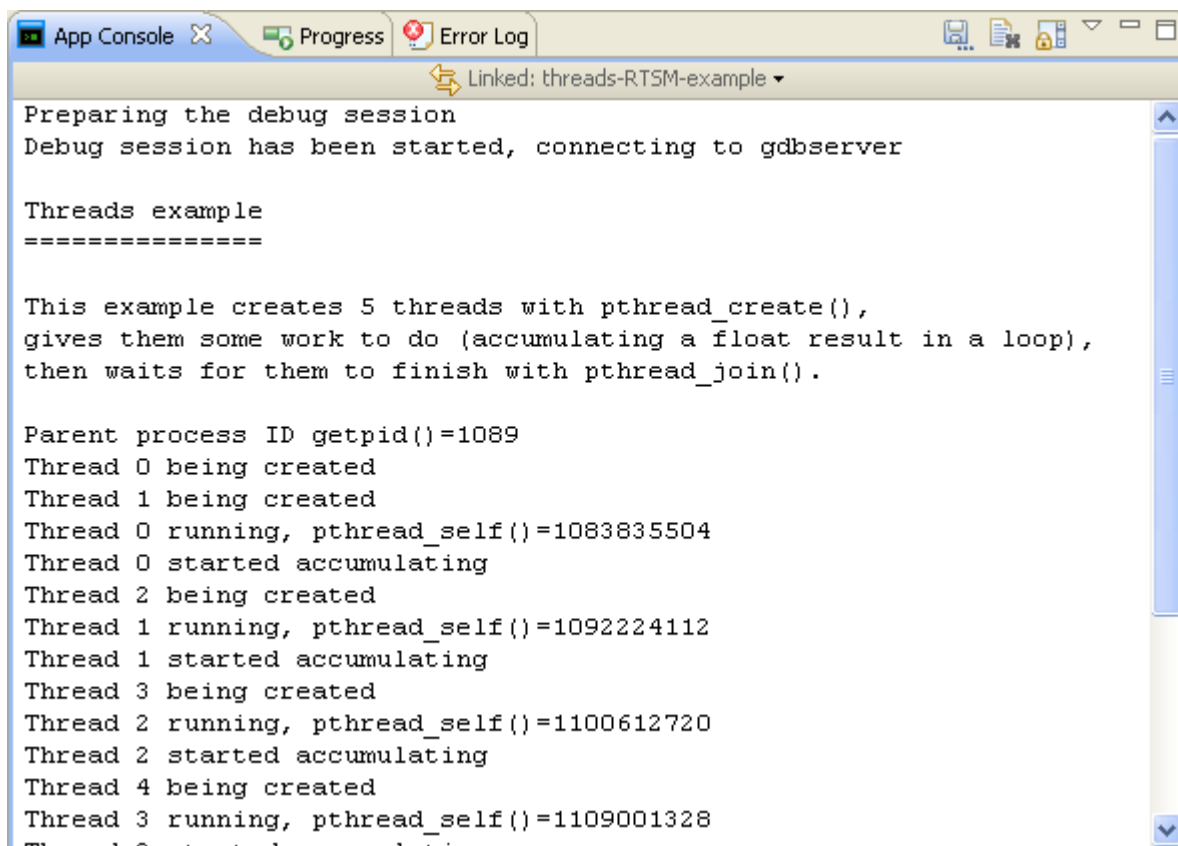 App Console Progress Error Log
Linked: threads-RTSM-example
Preparing the debug session
Debug session has been started, connecting to gdbserver
Threads example
===============
This example creates 5 threads with pthread_create(),
gives them some work to do (accumulating a float result in a loop),
then waits for them to finish with pthread_join().
Parent process ID getpid()=1089
Thread 0 being created
Thread 1 being created
Thread 0 running, pthread_self()=1083835504
Thread 0 started accumulating
Thread 2 being created
Thread 1 running, pthread_self()=1092224112
Thread 1 started accumulating
Thread 3 being created
Thread 2 running, pthread_self()=1100612720
Thread 2 started accumulating
Thread 4 being created
Thread 3 running, pthread_self()=1109001328